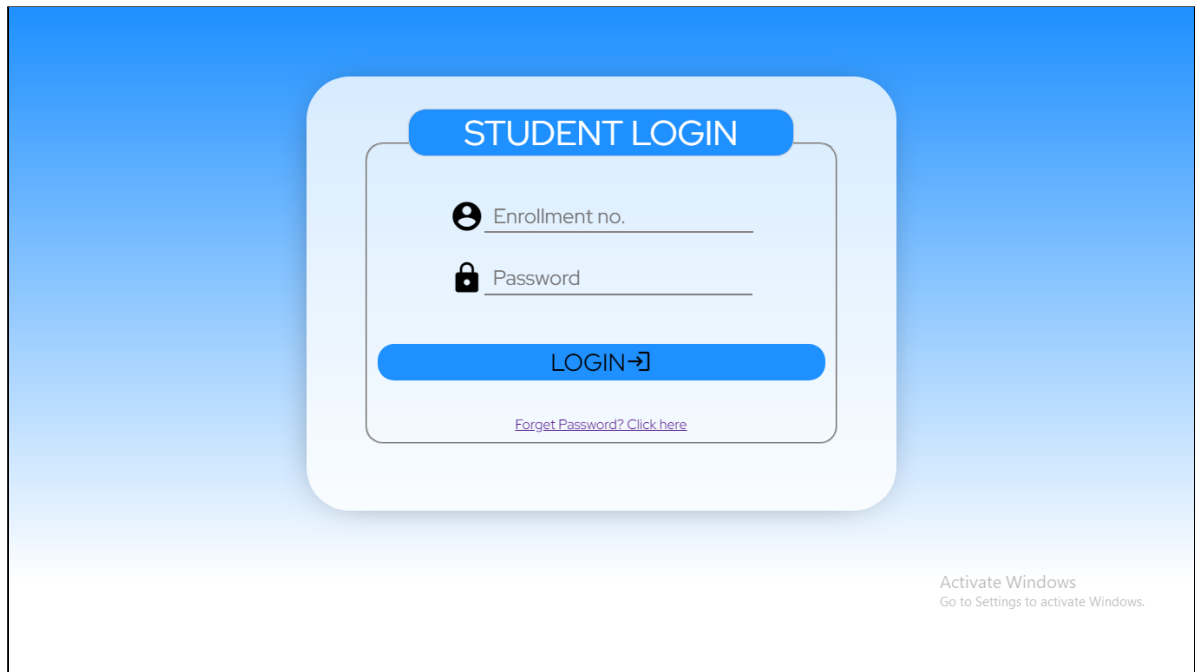 STUDENT LOGIN
Enrollment no.
Password
LOGIN
Forget Password? Click here
Activate Windows
Go to Settings to activate Windows.